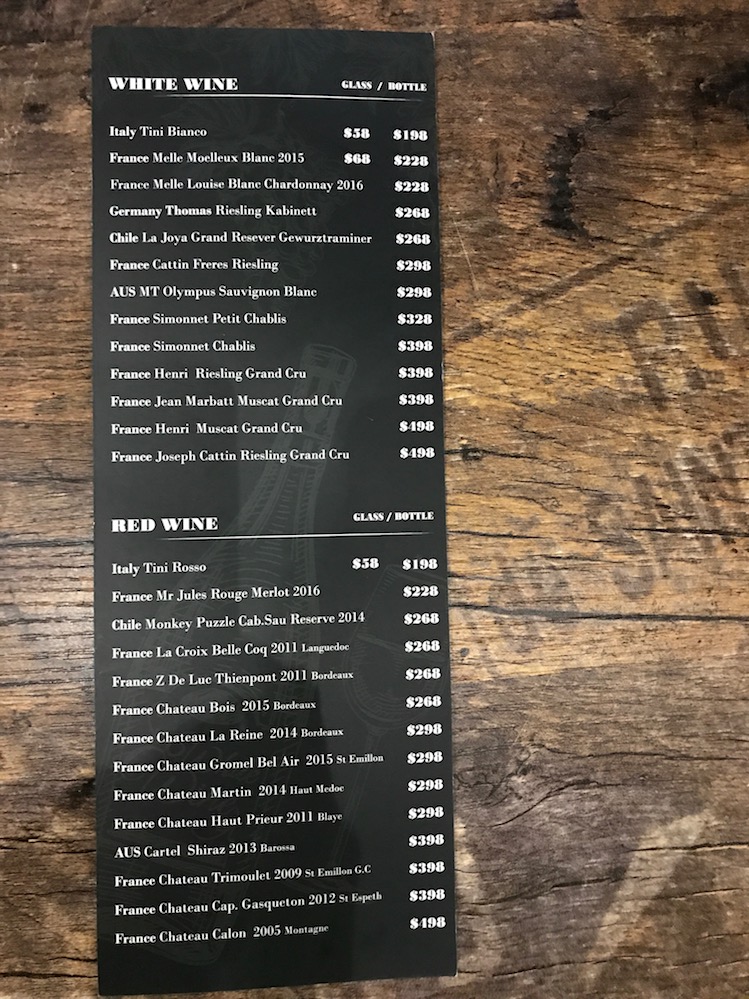 WHITE WINE GLASS / BOTTLE
Italy Tini Bianco $58 $198
France Melle Moelleux Blanc 2015 $68 $228
France Melle Louise Blanc Chardonnay 2016 $228
Germany Thomas Riesling Kabinett $268
Chile La Joya Grand Resever Gewurztraminer $268
France Cattin Freres Riesling $298
AUS MT Olympus Sauvignon Blanc $298
France Simonnet Petit Chablis $328
France Simonnet Chablis $398
France Henri Riesling Grand Cru $398
France Jean Marbatt Muscat Grand Cru $398
France Henri Muscat Grand Cru $498
France Joseph Cattin Riesling Grand Cru $498
RED WINE GLASS / BOTTLE
Italy Tini Rosso $58 $198
France Mr Jules Rouge Merlot 2016 $228
Chile Monkey Puzzle Cab.Sau Reserve 2014 $268
France La Croix Belle Coq 2011 Languedoc $268
France Z De Luc Thienpont 2011 Bordeaux $268
France Chateau Bois 2015 Bordeaux $268
France Chateau La Reine 2014 Bordeaux $298
France Chateau Gromel Bel Air 2015 St Emillon $298
France Chateau Martin 2014 Haut Medoc $298
France Chateau Haut Prieur 2011 Blaye $298
AUS Cartel Shiraz 2013 Barossa $398
France Chateau Trimoulet 2009 St Emillon G.C $398
France Chateau Cap. Gasqueton 2012 St Espeth $398
France Chateau Calon 2005 Montagne $498